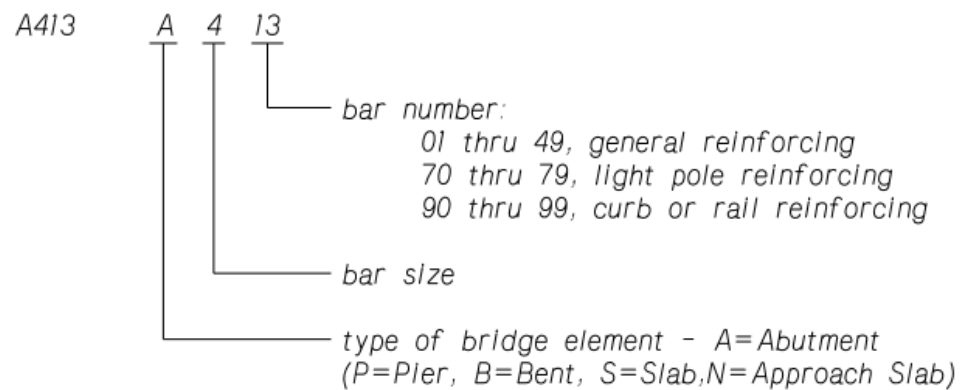 A413 A 4 13
bar number:
01 thru 49, general reinforcing
70 thru 79, light pole reinforcing
90 thru 99, curb or rail reinforcing
bar size
type of bridge element - A=Abutment
(P=Pier, B=Bent, S=Slab,N=Approach Slab)